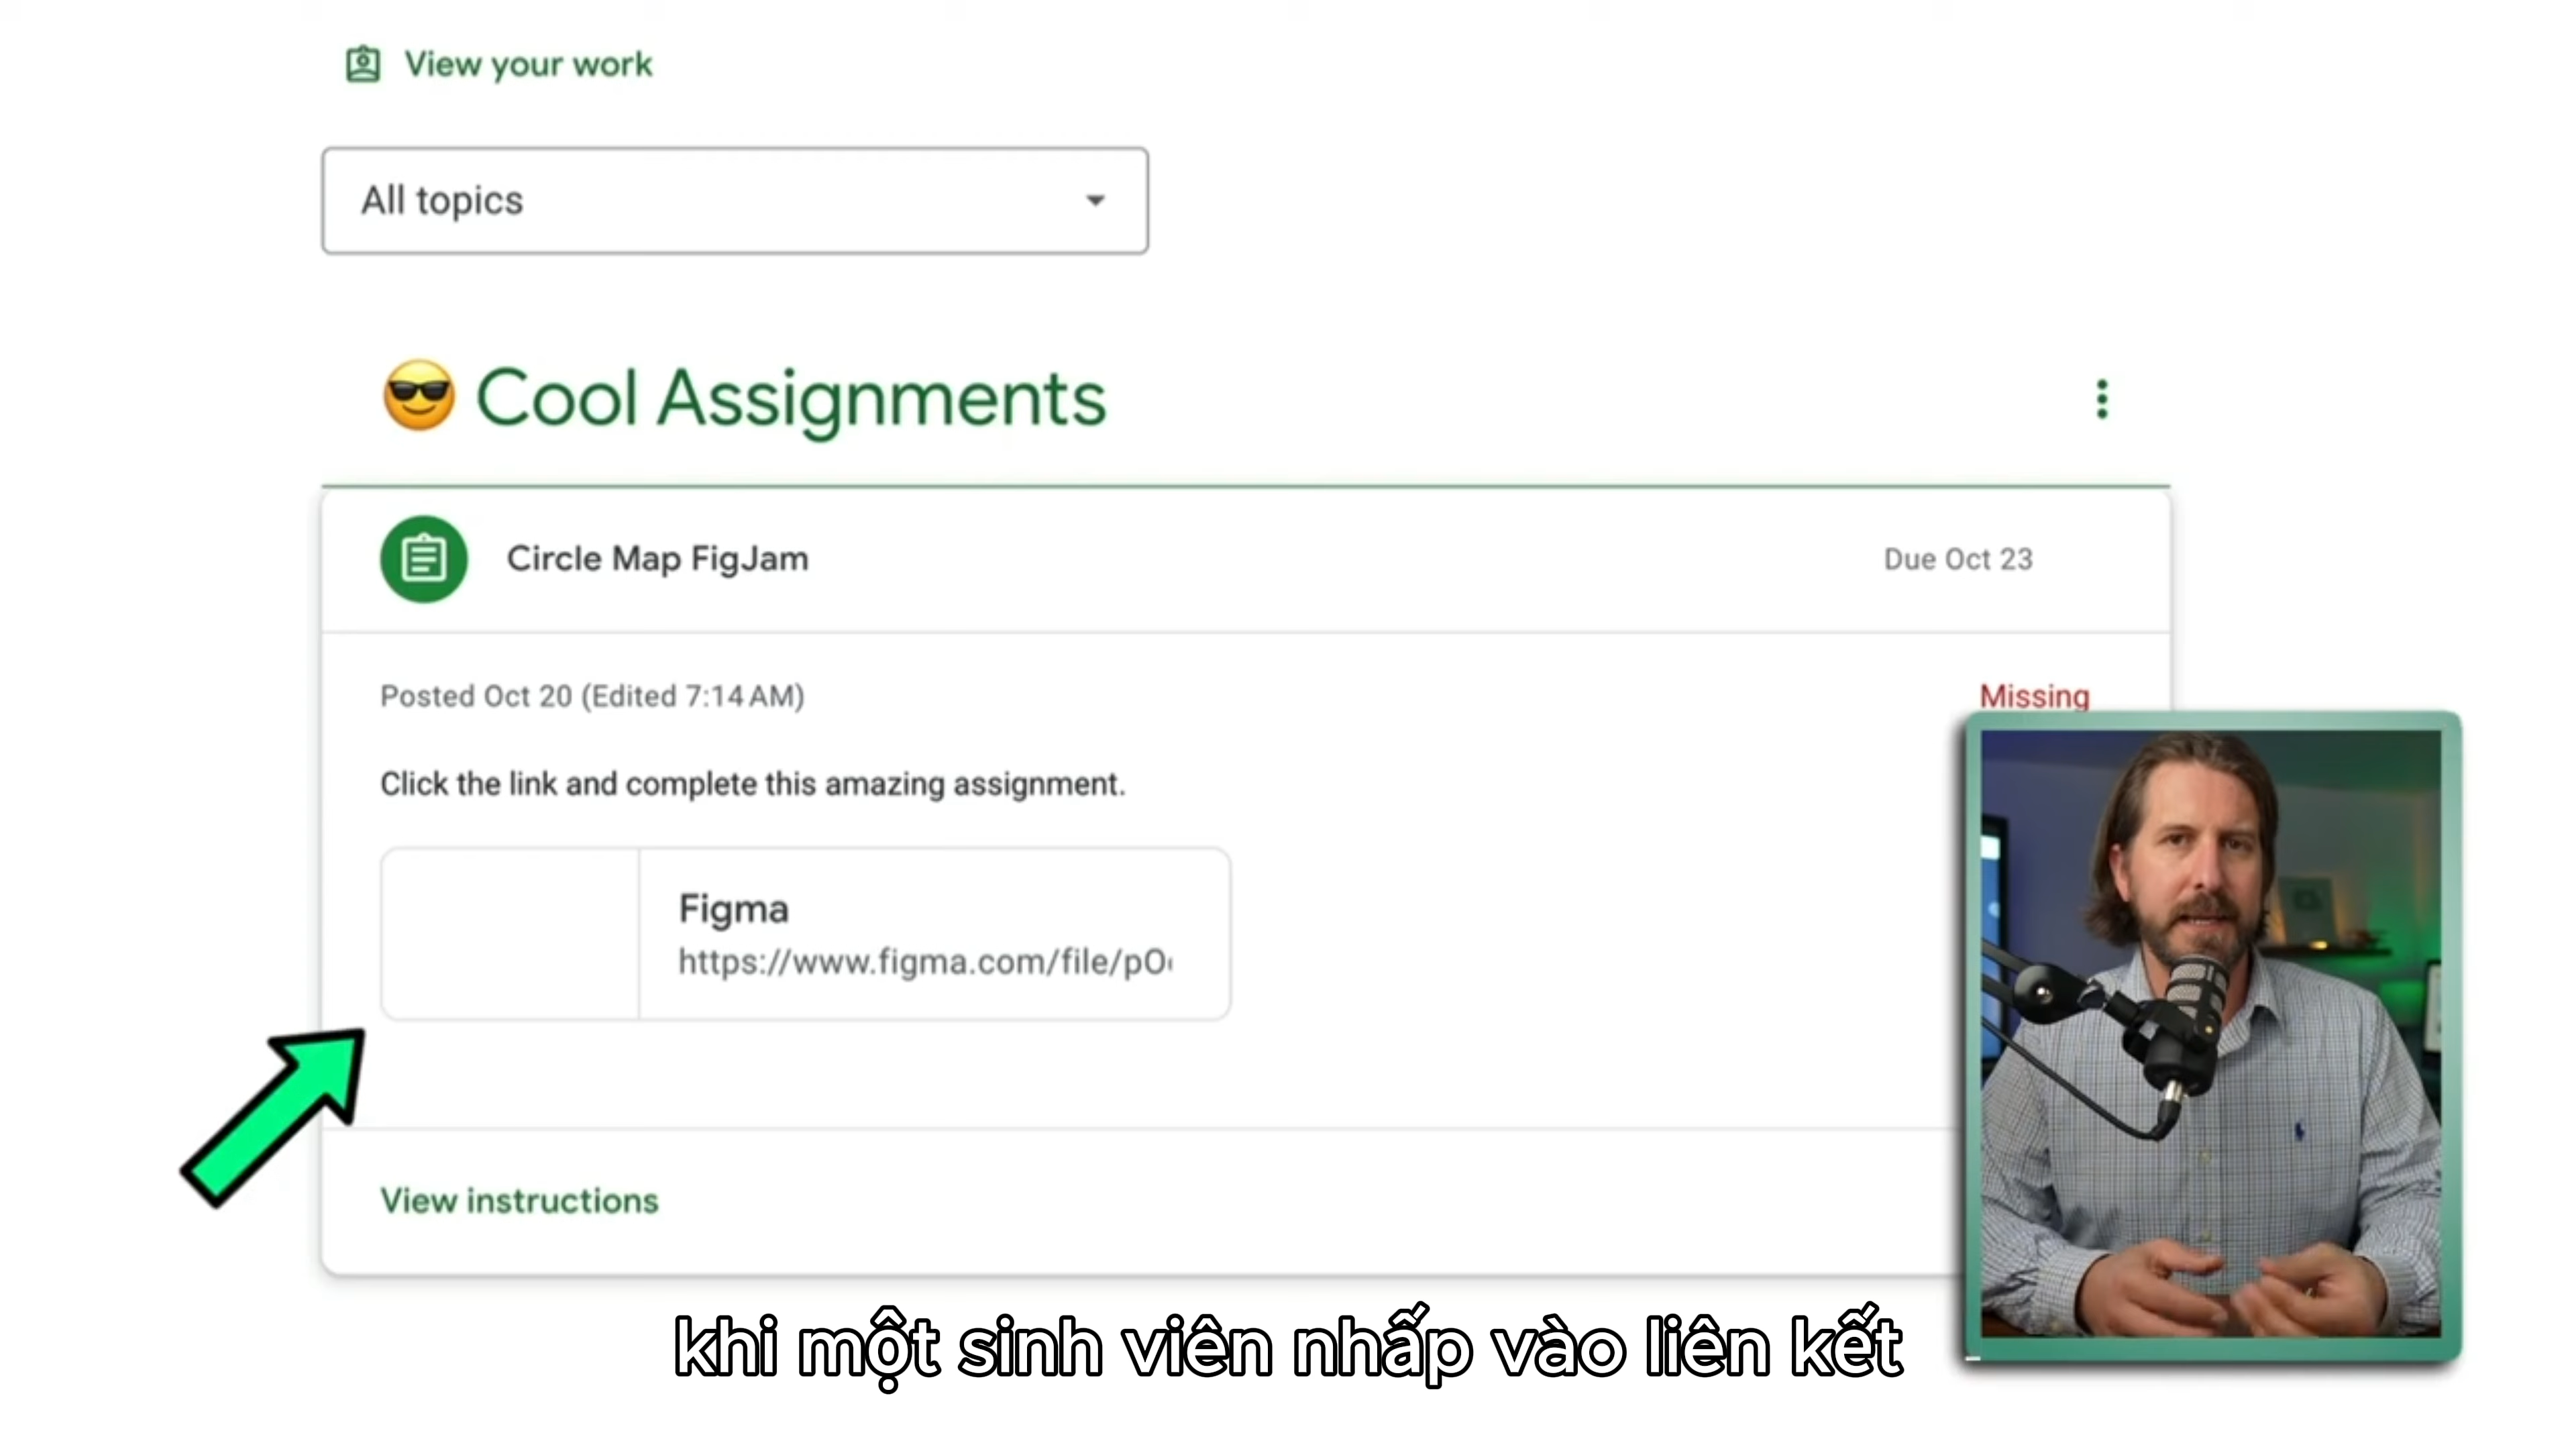 View your work
All topics
😎 Cool Assignments
Circle Map FigJam
Due Oct 23
Posted Oct 20 (Edited 7:14 AM)
Missing
Click the link and complete this amazing assignment.
Figma
https://www.figma.com/file/pO
View instructions
khi một sinh viên nhấp vào liên kết